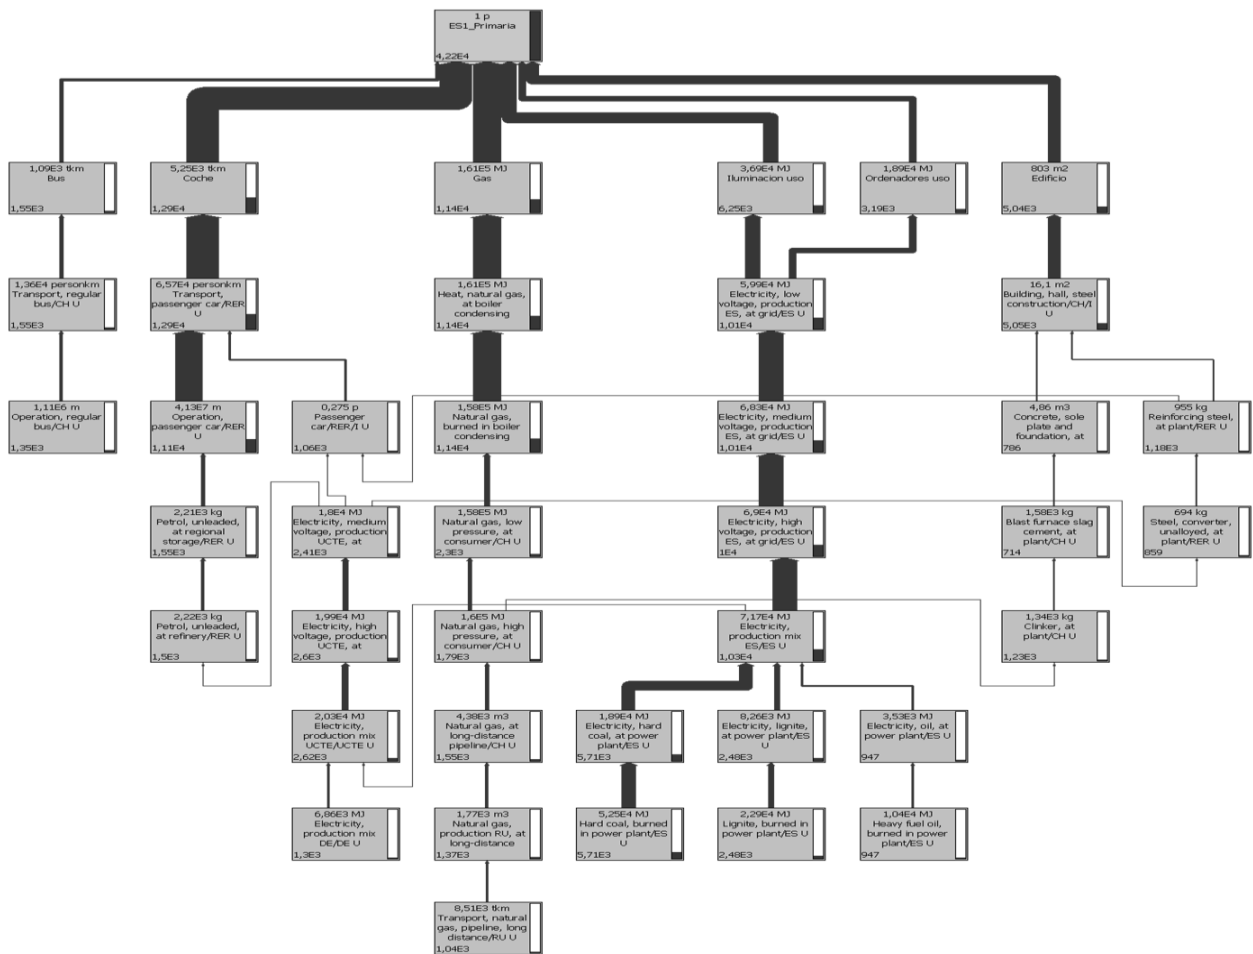 1 p
ES1_Primaria
4,22E4
1,09E3 tkm
Bus
1,55E3
5,25E3 tkm
Coche
1,29E4
1,61E5 MJ
Gas
1,14E4
3,69E4 MJ
Iluminacion uso
6,25E3
1,89E4 MJ
Ordenadores uso
3,19E3
803 m2
Edificio
5,04E3
1,36E4 personkm
Transport, regular
bus/CH U
1,55E3
6,57E4 personkm
Transport,
passenger car/RER
U
1,29E4
1,61E5 MJ
Heat, natural gas,
at boiler
condensing
1,14E4
5,99E4 MJ
Electricity, low
voltage, production
ES, at grid/ES U
1,01E4
16,1 m2
Building, hall, steel
construction/CH/I
U
5,05E3
1,11E6 m
Operation, regular
bus/CH U
1,35E3
4,13E7 m
Operation,
passenger car/RER
U
1,11E4
0,275 p
Passenger
car/RER/I U
1,06E3
1,58E5 MJ
Natural gas,
burned in boiler
condensing
1,14E4
6,83E4 MJ
Electricity, medium
voltage, production
ES, at grid/ES U
1,01E4
4,86 m3
Concrete, sole
plate and
foundation, at
786
955 kg
Reinforcing steel,
at plant/RER U
1,18E3
2,21E3 kg
Petrol, unleaded,
at regional
storage/RER U
1,55E3
1,8E4 MJ
Electricity, medium
voltage, production
UCTE, at
2,41E3
1,58E5 MJ
Natural gas, low
pressure, at
consumer/CH U
2,3E3
6,9E4 MJ
Electricity, high
voltage, production
ES, at grid/ES U
1E4
1,58E3 kg
Blast furnace slag
cement, at
plant/CH U
714
694 kg
Steel, converter,
unalloyed, at
plant/RER U
859
2,22E3 kg
Petrol, unleaded,
at refinery/RER U
1,5E3
1,99E4 MJ
Electricity, high
voltage, production
UCTE, at
2,6E3
1,6E5 MJ
Natural gas, high
pressure, at
consumer/CH U
1,79E3
7,17E4 MJ
Electricity,
production mix
ES/ES U
1,03E4
1,34E3 kg
Clinker, at
plant/CH U
1,23E3
2,03E4 MJ
Electricity,
production mix
UCTE/UCTE U
2,62E3
4,38E3 m3
Natural gas, at
long-distance
pipeline/CH U
1,55E3
1,89E4 MJ
Electricity, hard
coal, at power
plant/ES U
5,71E3
8,26E3 MJ
Electricity, lignite,
at power plant/ES
U
2,48E3
3,53E3 MJ
Electricity, oil, at
power plant/ES U
947
6,86E3 MJ
Electricity,
production mix
DE/DE U
1,3E3
1,77E3 m3
Natural gas,
production RU, at
long-distance
1,37E3
5,25E4 MJ
Hard coal, burned
in power plant/ES
U
5,71E3
2,29E4 MJ
Lignite, burned in
power plant/ES U
2,48E3
1,04E4 MJ
Heavy fuel oil,
burned in power
plant/ES U
947
8,51E3 tkm
Transport, natural
gas, pipeline, long
distance/RU U
1,04E3